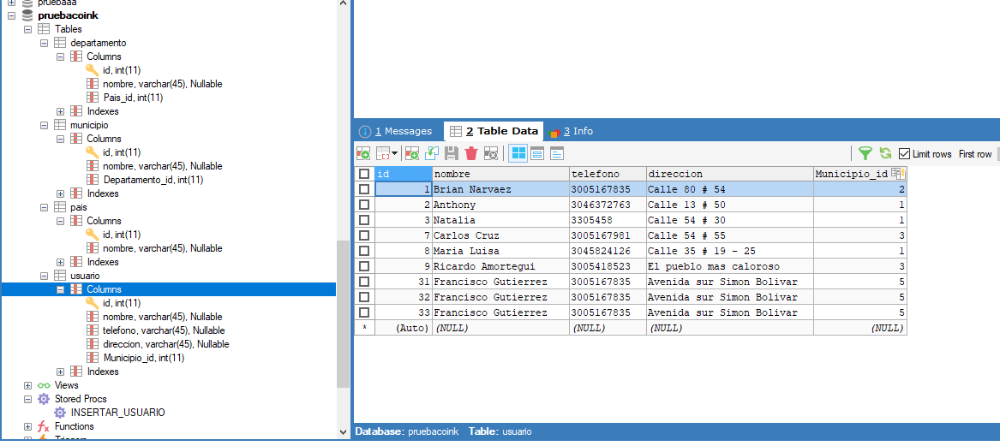 pruebaaa
pruebacoink
Tables
departamento
Columns
id, int(11)
nombre, varchar(45), Nullable
Pais_id, int(11)
Indexes
municipio
Columns
id, int(11)
nombre, varchar(45), Nullable
Departamento_id, int(11)
Indexes
pais
Columns
id, int(11)
nombre, varchar(45), Nullable
Indexes
usuario
Columns
id, int(11)
nombre, varchar(45), Nullable
telefono, varchar(45), Nullable
direccion, varchar(45), Nullable
Municipio_id, int(11)
Indexes
Views
Stored Procs
INSERTAR_USUARIO
Functions
Triggers
1 Messages 2 Table Data 3 Info
Limit rows First row
id nombre telefono direccion Municipio_id
1 Brian Narvaez 3005167835 Calle 80 # 54 2
2 Anthony 3046372763 Calle 13 # 50 1
3 Natalia 3305458 Calle 54 # 30 1
7 Carlos Cruz 3005167981 Calle 54 # 55 3
8 Maria Luisa 3045824126 Calle 35 # 19 - 25 1
9 Ricardo Amortegui 3005418523 El pueblo mas caloroso 3
31 Francisco Gutierrez 3005167835 Avenida sur Simon Bolivar 5
32 Francisco Gutierrez 3005167835 Avenida sur Simon Bolivar 5
33 Francisco Gutierrez 3005167835 Avenida sur Simon Bolivar 5
* (Auto) (NULL) (NULL) (NULL) (NULL)
Database: pruebacoink Table: usuario